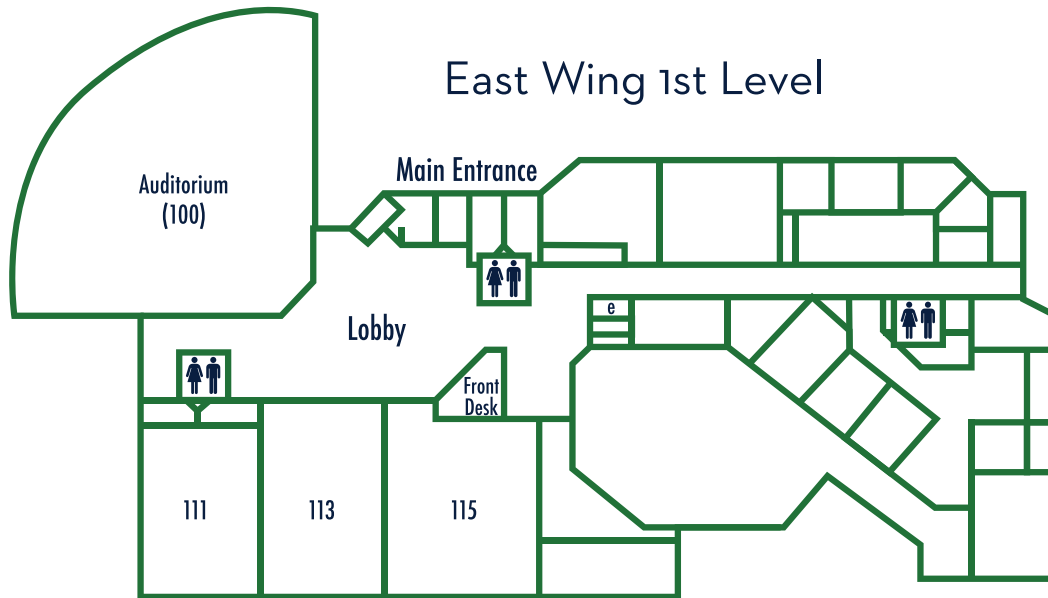 East Wing 1st Level
Main Entrance
Auditorium
(100)
e
Lobby
Front
Desk
111
113
115